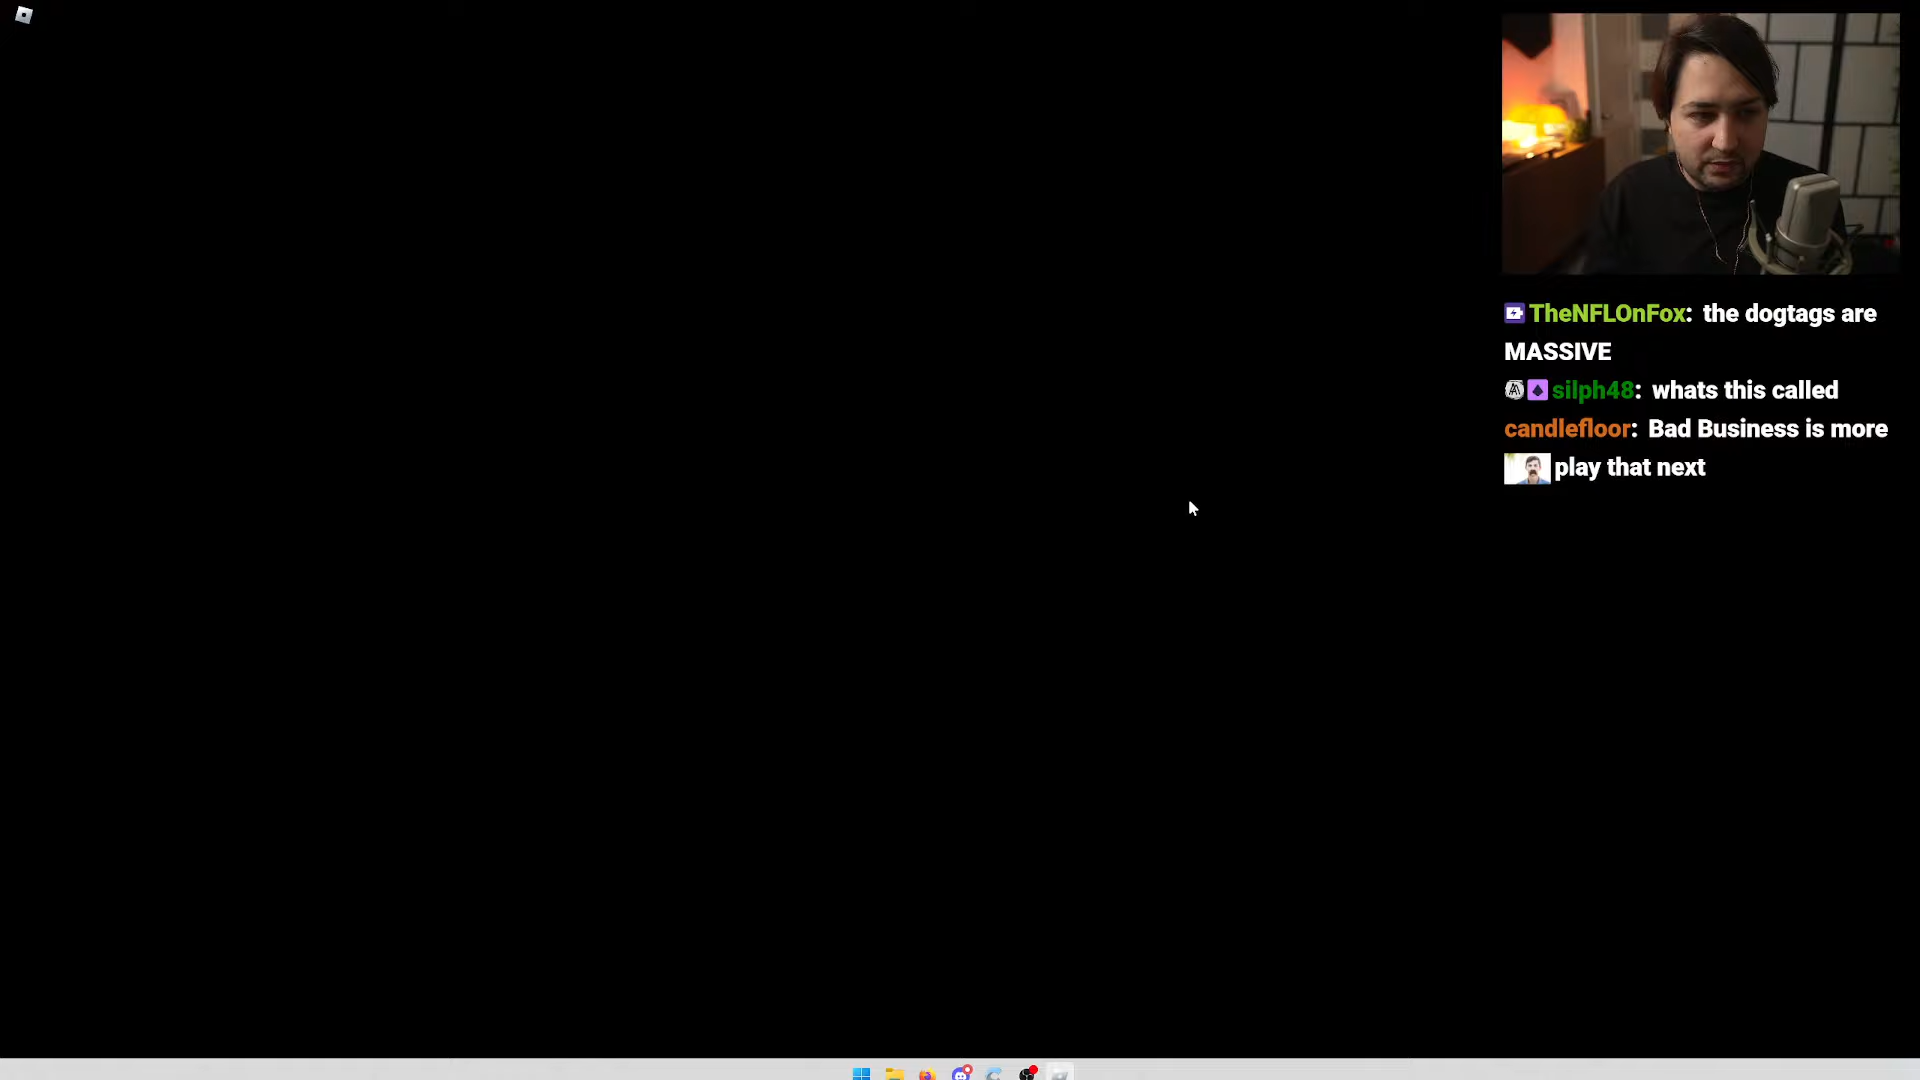 TheNFLOnFox: the dogtags are
MASSIVE
silph48: whats this called
candlefloor: Bad Business is more
play that next